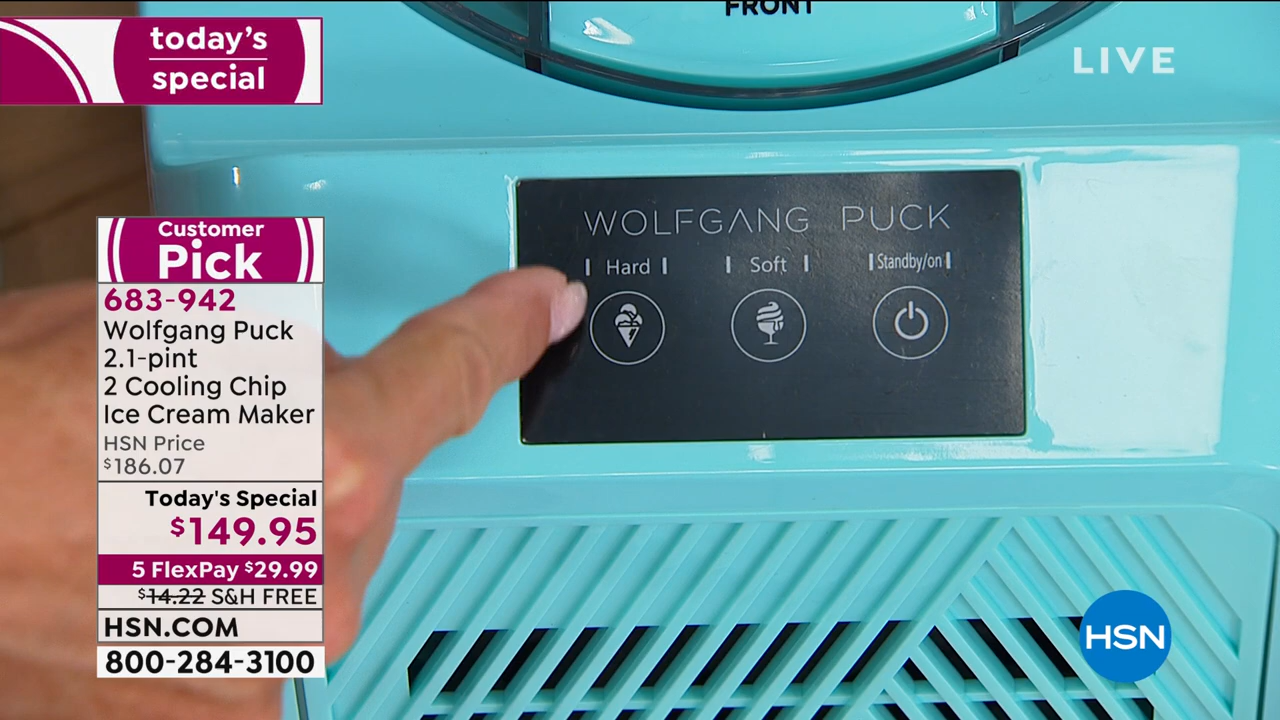 today's
special
FRONT
LIVE
WOLFGANG PUCK
Hard
Soft
Standby/on
Customer
Pick
683-942
Wolfgang Puck
2.1-pint
2 Cooling Chip
Ice Cream Maker
HSN Price
$186.07
Today's Special
$149.95
5 FlexPay $29.99
$14.22 S&H FREE
HSN.COM
800-284-3100
HSN